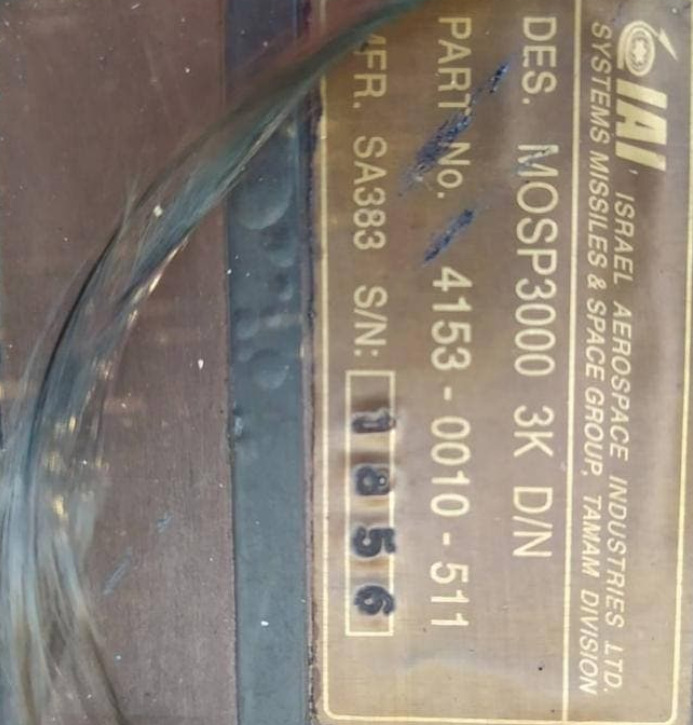 IAI ISRAEL AEROSPACE INDUSTRIES LTD.
SYSTEMS MISSILES & SPACE GROUP, TAMAM DIVISION
DES. MOSP3000 3K D/N
PART No. 4153 - 0010 - 511
MFR. SA383 S/N: 1856